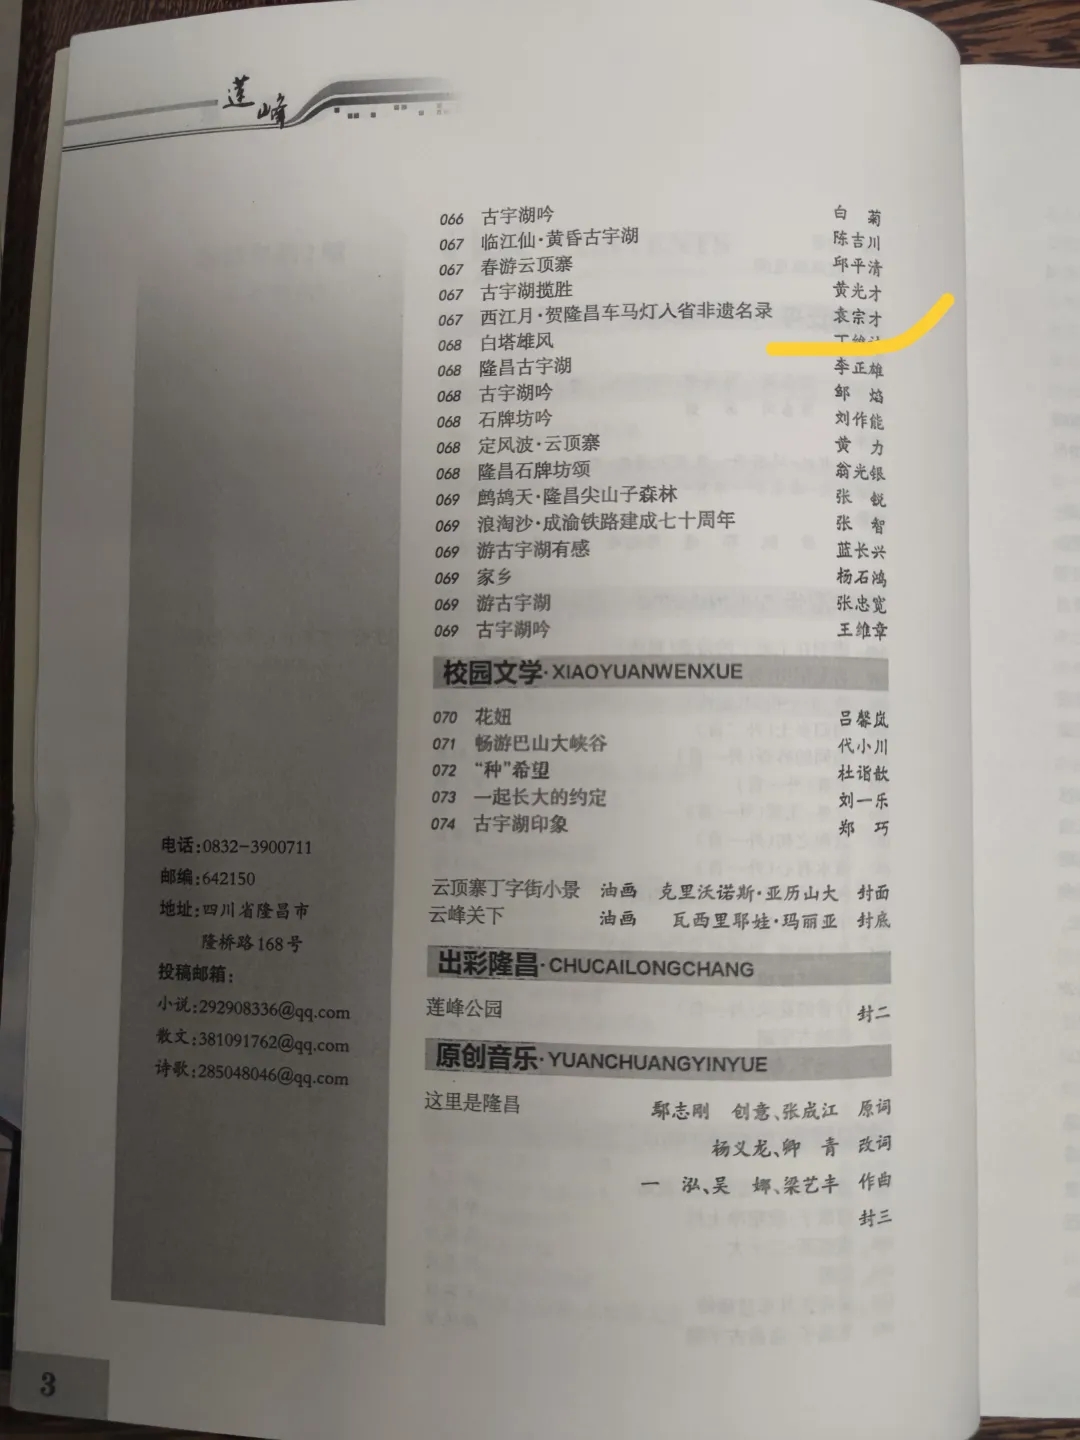 莲峰
066 古宇湖吟 白 菊
067 临江仙·黄昏古宇湖 陈吉川
067 春游云顶寨 邱平清
067 古宇湖揽胜 黄光才
067 西江月·贺隆昌车马灯入省非遗名录 袁宗才
068 白塔雄风
068 隆昌古宇湖 李正雄
068 古宇湖吟 邹 焰
068 石牌坊吟 刘作能
068 定风波·云顶寨 黄 力
068 隆昌石牌坊颂 翁光银
069 鹧鸪天·隆昌尖山子森林 张 锐
069 浪淘沙·成渝铁路建成七十周年 张 智
069 游古宇湖有感 蓝长兴
069 家乡 杨石鸿
069 游古宇湖 张忠宽
069 古宇湖吟 王维章
校园文学·XIAOYUANWENXUE
070 花妞 吕馨岚
071 畅游巴山大峡谷 代小川
072 “种”希望 杜诣歆
073 一起长大的约定 刘一乐
074 古宇湖印象 郑 巧
云顶寨丁字街小景 油画 克里沃诺斯·亚历山大 封面
云峰关下 油画 瓦西里耶娃·玛丽亚 封底
出彩隆昌·CHUCAILONGCHANG
莲峰公园 封二
原创音乐·YUANCHUANGYINYUE
这里是隆昌 鄢志刚 创意、张成江 原词
杨义龙、卿 青 改词
一 泓、吴 娜、梁艺丰 作曲
封三
电话:0832-3900711
邮编:642150
地址:四川省隆昌市
隆桥路168号
投稿邮箱:
小说:292908336@qq.com
散文:381091762@qq.com
诗歌:285048046@qq.com
3